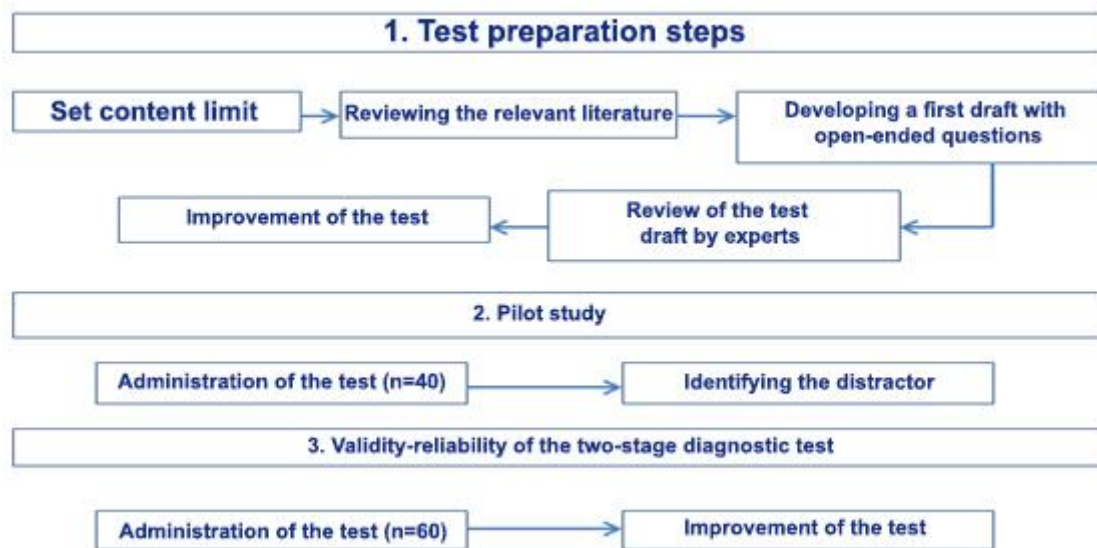 1. Test preparation steps
Set content limit
Reviewing the relevant literature
Developing a first draft with
open-ended questions
Improvement of the test
Review of the test
draft by experts
2. Pilot study
Administration of the test (n=40)
Identifying the distractor
3. Validity-reliability of the two-stage diagnostic test
Administration of the test (n=60)
Improvement of the test